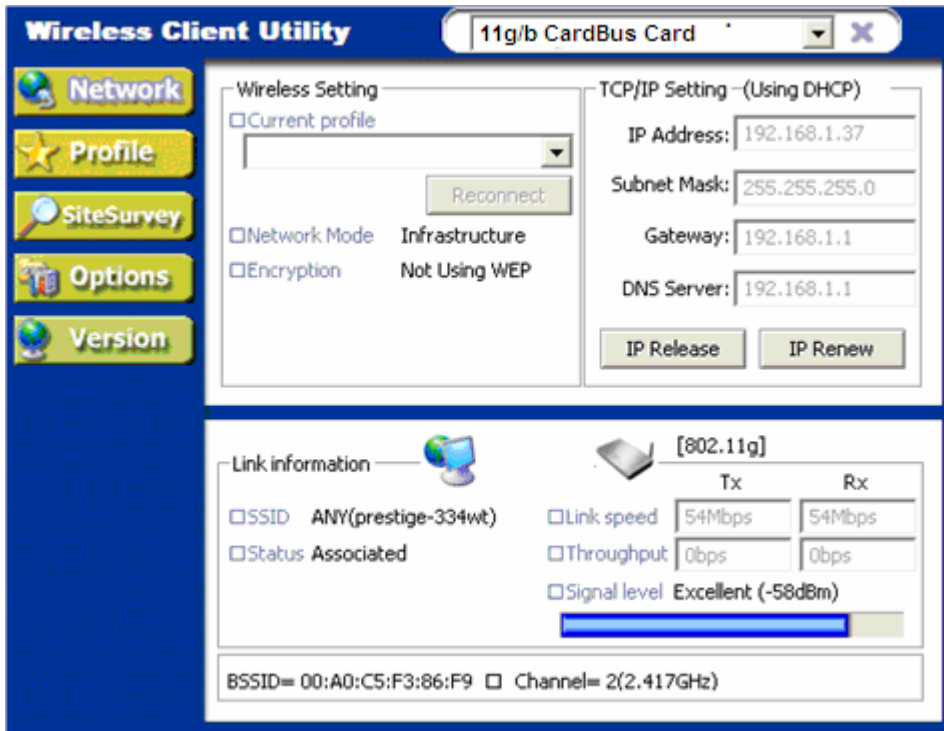 Wireless Client Utility
11g/b CardBus Card
Network
Profile
SiteSurvey
Options
Version
Wireless Setting
Current profile
Reconnect
Network Mode Infrastructure
Encryption Not Using WEP
TCP/IP Setting (Using DHCP)
IP Address: 192.168.1.37
Subnet Mask: 255.255.255.0
Gateway: 192.168.1.1
DNS Server: 192.168.1.1
IP Release IP Renew
Link information
SSID ANY(prestige-334wt)
Status Associated
[802.11g]
Tx Rx
Link speed 54Mbps 54Mbps
Throughput 0bps 0bps
Signal level Excellent (-58dBm)
BSSID= 00:A0:C5:F3:86:F9 □ Channel= 2(2.417GHz)